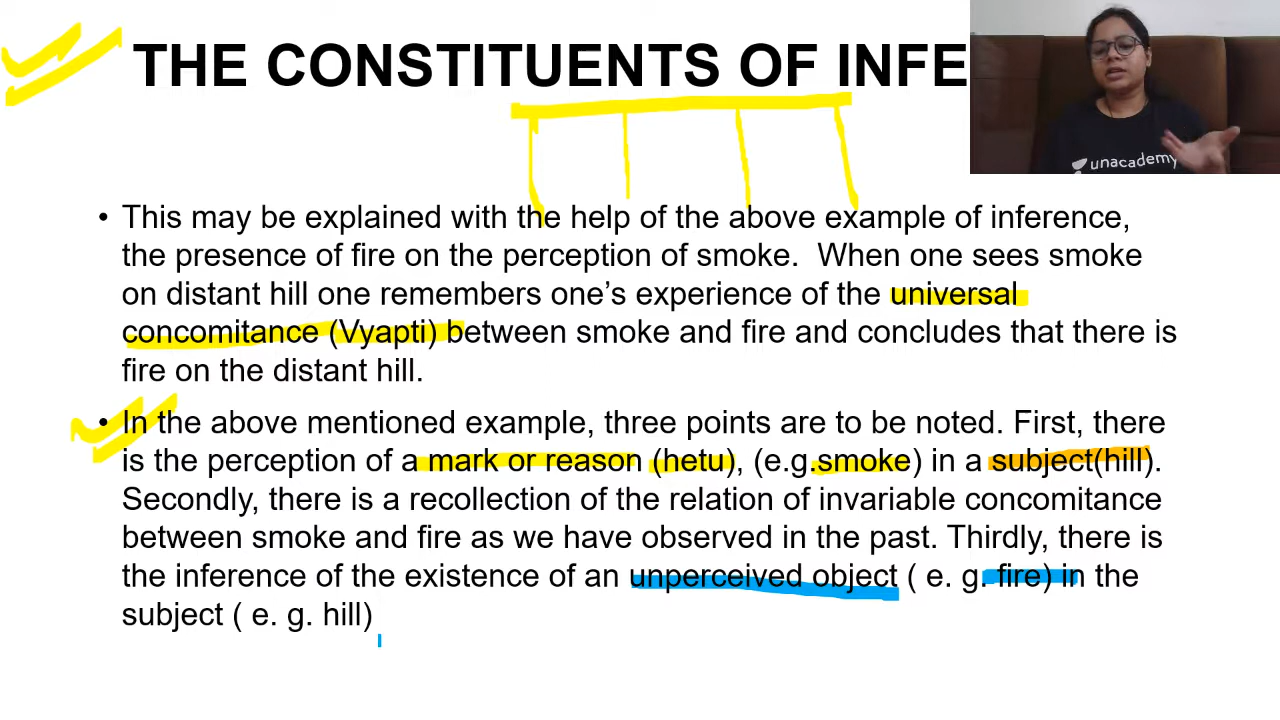 THE CONSTITUENTS OF INFE
unacademy
• This may be explained with the help of the above example of inference,
the presence of fire on the perception of smoke.  When one sees smoke
on distant hill one remembers one’s experience of the universal
concomitance (Vyapti) between smoke and fire and concludes that there is
fire on the distant hill.
• In the above mentioned example, three points are to be noted. First, there
is the perception of a mark or reason (hetu), (e.g.smoke) in a subject(hill).
Secondly, there is a recollection of the relation of invariable concomitance
between smoke and fire as we have observed in the past. Thirdly, there is
the inference of the existence of an unperceived object ( e. g. fire) in the
subject ( e. g. hill)